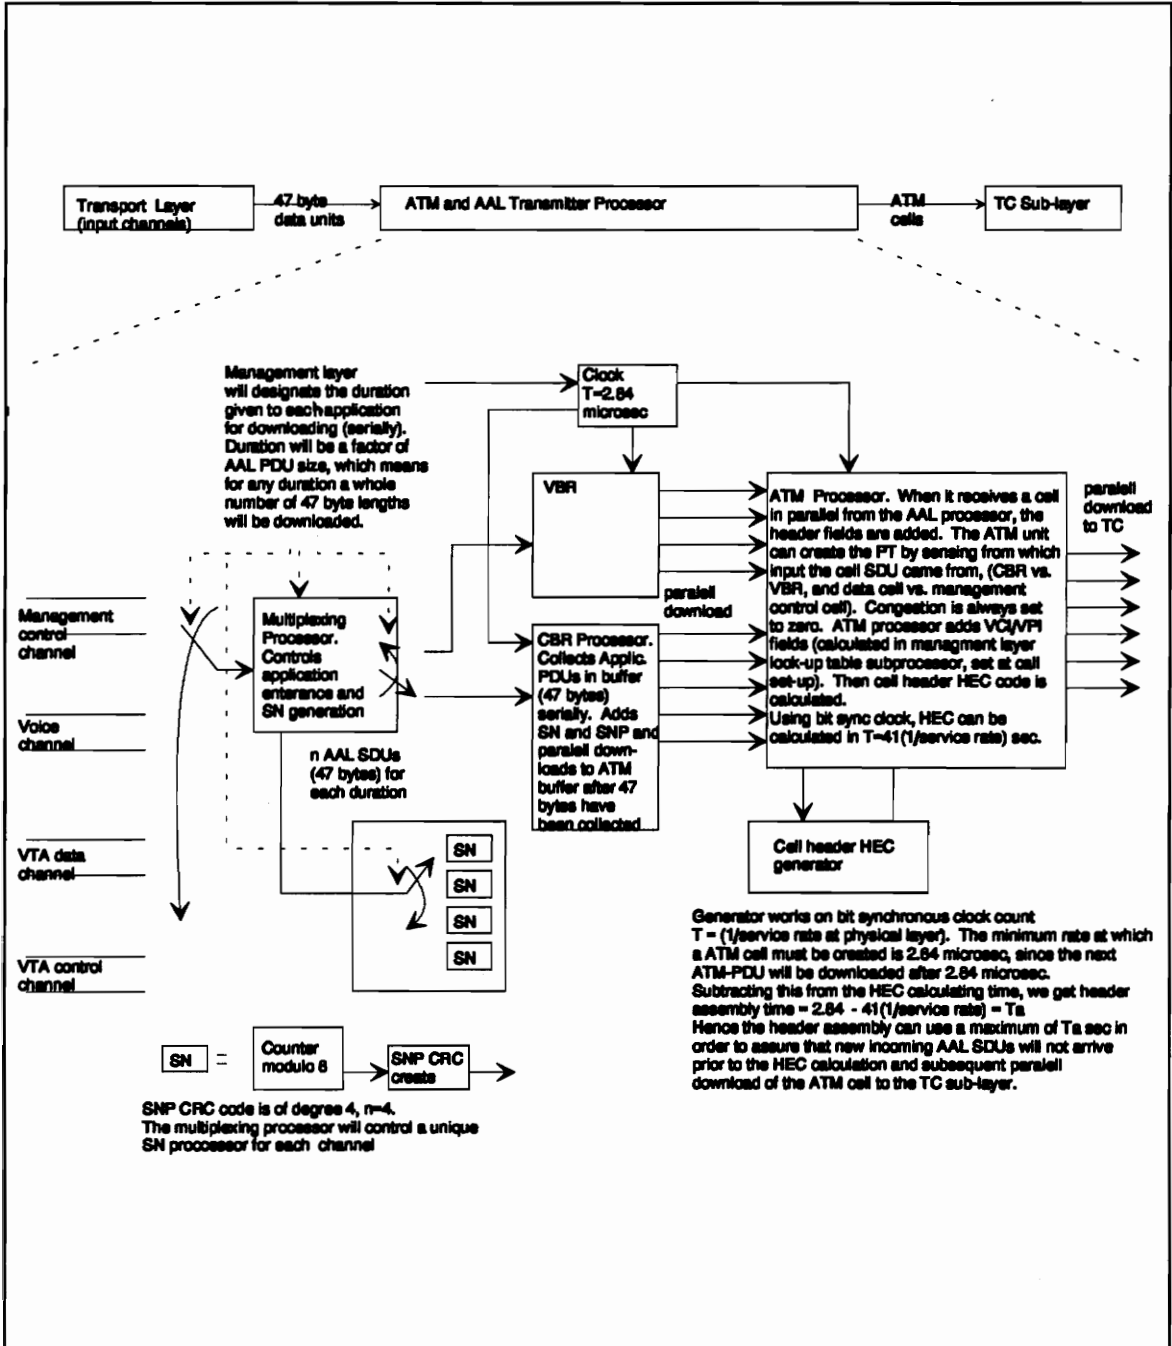 Transport Layer
(input channels)
47 byte
data units
ATM and AAL Transmitter Processor
ATM
cells
TC Sub-layer
Management layer
will designate the duration
given to each application
for downloading (serially).
Duration will be a factor of
AAL PDU size, which means
for any duration a whole
number of 47 byte lengths
will be downloaded.
Clock
T=2.84
microsec
VBR
ATM Processor. When it receives a cell
in parallel from the AAL processor, the
header fields are added. The ATM unit
can create the PT by sensing from which
input the cell SDU came from, (CBR vs.
VBR, and data cell vs. management
control cell). Congestion is always set
to zero. ATM processor adds VCI/VPI
fields (calculated in managment layer
look-up table subprocessor, set at call
set-up). Then cell header HEC code is
calculated.
Using bit sync clock, HEC can be
calculated in T=41(1/service rate) sec.
paralell
download
to TC
paralell
download
Management
control
channel
Multiplexing
Processor.
Controls
application
enterance and
SN generation
CBR Processor.
Collects Applic.
PDUs in buffer
(47 bytes)
serially. Adds
SN and SNP and
paralell down-
loads to ATM
buffer after 47
bytes have
been collected
Voice
channel
n AAL SDUs
(47 bytes) for
each duration
VTA data
channel
SN
SN
SN
SN
Cell header HEC
generator
VTA control
channel
Generator works on bit synchronous clock count
T = (1/service rate at physical layer). The minimum rate at which
a ATM cell must be created is 2.84 microsec, since the next
ATM-PDU will be downloaded after 2.84 microsec.
Subtracting this from the HEC calculating time, we get header
assembly time = 2.84 - 41(1/service rate) = Ta
Hence the header assembly can use a maximum of Ta sec in
order to assure that new incoming AAL SDUs will not arrive
prior to the HEC calculation and subsequent paralell
download of the ATM cell to the TC sub-layer.
SN =
Counter
modulo 8
SNP CRC
create
SNP CRC code is of degree 4, n=4.
The multiplexing processor will control a unique
SN proccessor for each channel